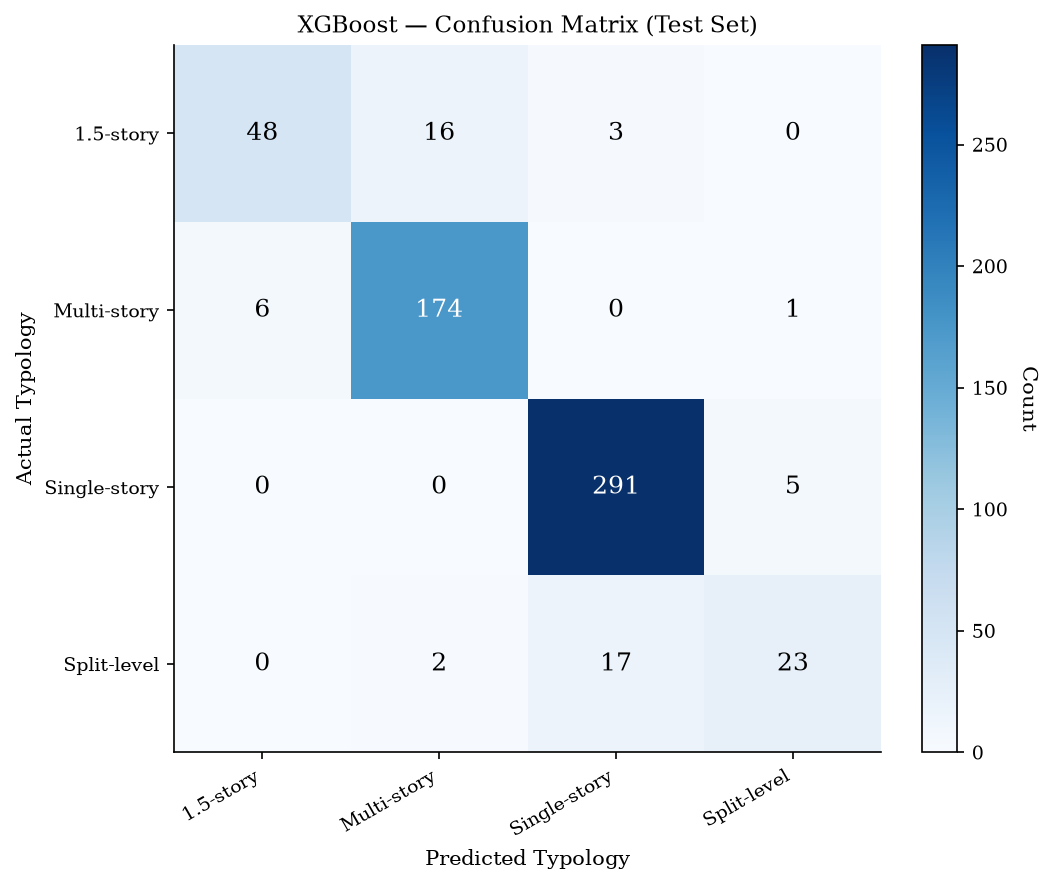 XGBoost — Confusion Matrix (Test Set)
Actual Typology
1.5-story 48 16 3 0
Multi-story 6 174 0 1
Single-story 0 0 291 5
Split-level 0 2 17 23
1.5-story Multi-story Single-story Split-level
Predicted Typology
250
200
150
100
50
0
Count